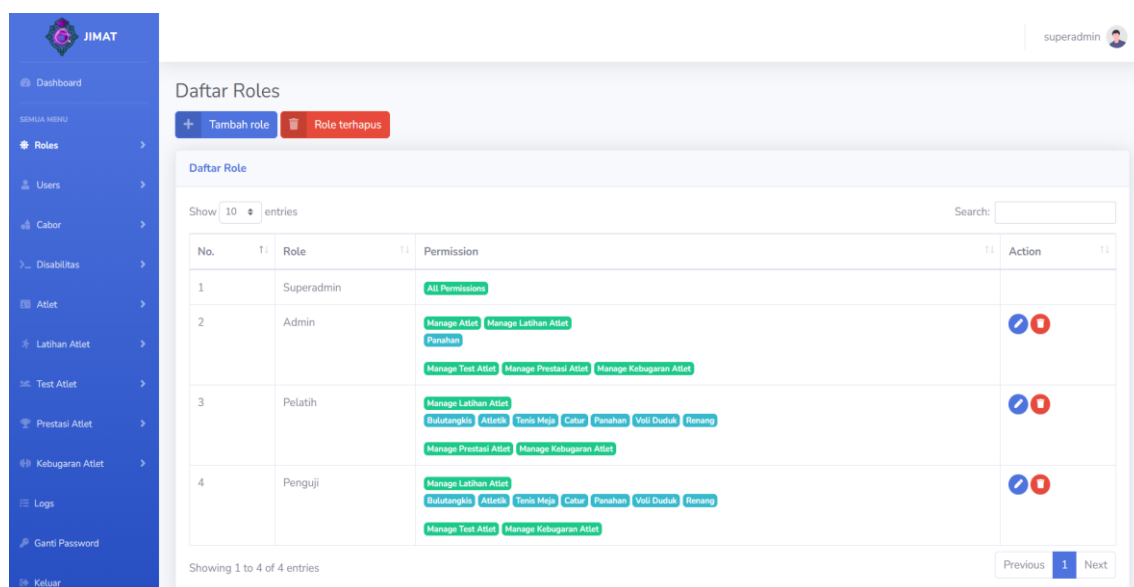 JIMAT
superadmin
Dashboard
SEMUA MENU
Roles
Users
Cabor
Disabilitas
Atlet
Latihan Atlet
Test Atlet
Prestasi Atlet
Kebugaran Atlet
Logs
Ganti Password
Keluar
Daftar Roles
Tambah role Role terhapus
Daftar Role
Show 10 entries Search:
No. Role Permission Action
1 Superadmin All Permissions
2 Admin Manage Atlet Manage Latihan Atlet
Panahan
Manage Test Atlet Manage Prestasi Atlet Manage Kebugaran Atlet
3 Pelatih Manage Latihan Atlet
Bulutangkis Atletik Tenis Meja Catur Panahan Voli Duduk Renang
Manage Prestasi Atlet Manage Kebugaran Atlet
4 Penguji Manage Latihan Atlet
Bulutangkis Atletik Tenis Meja Catur Panahan Voli Duduk Renang
Manage Test Atlet Manage Kebugaran Atlet
Showing 1 to 4 of 4 entries Previous 1 Next